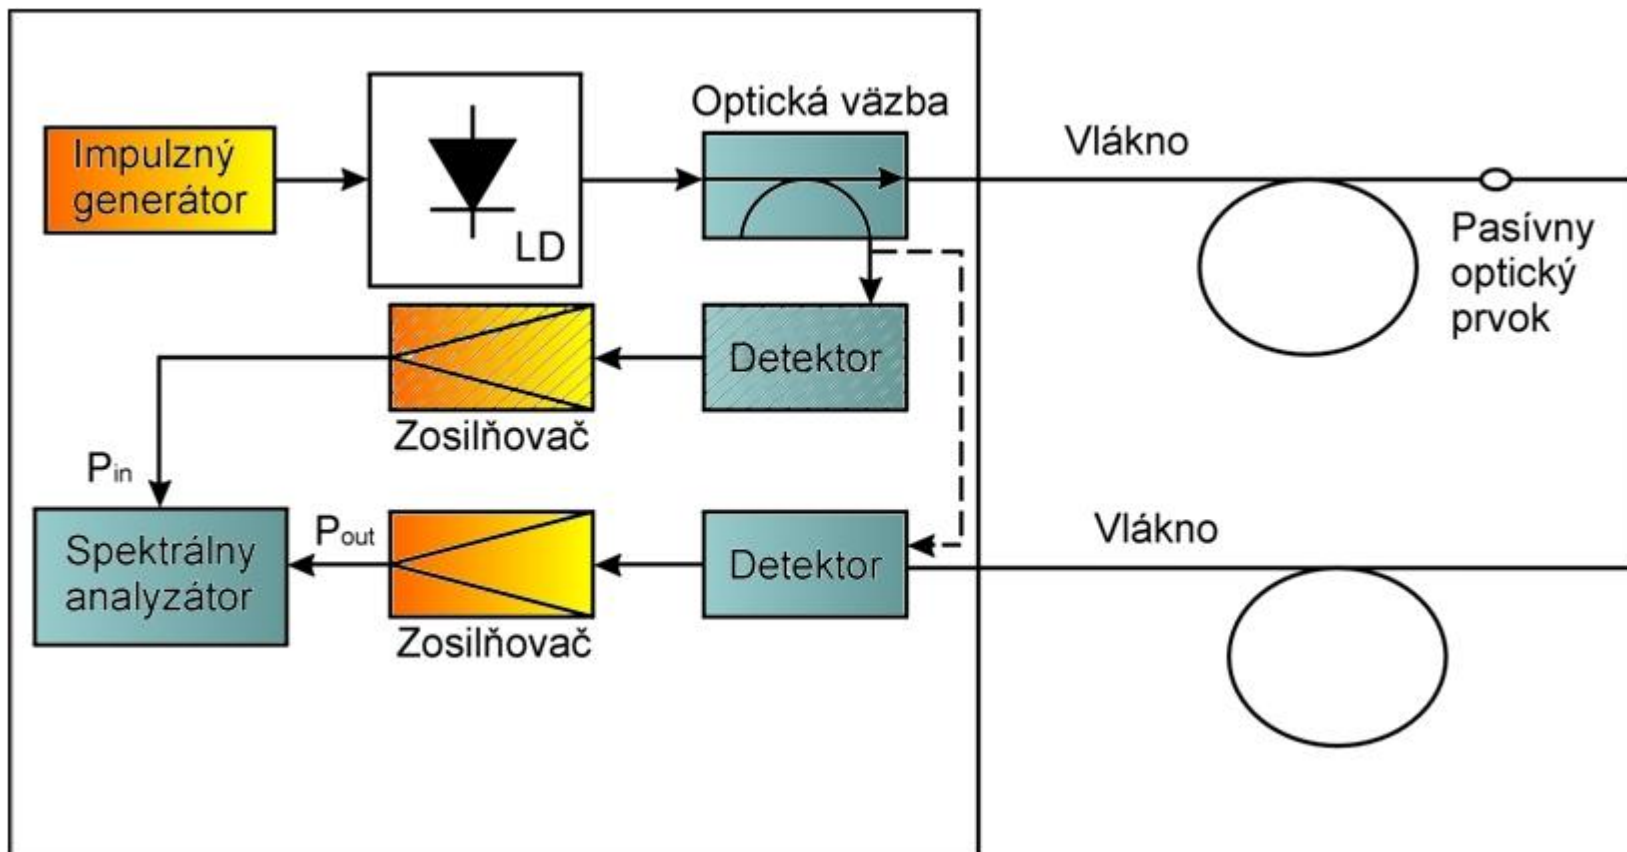 Optická väzba
Impulzný
generátor
LD
Vlákno
Pasívny
optický
prvok
Detektor
Zosilňovač
Pin
Spektrálny
analyzátor
Pout
Zosilňovač
Detektor
Vlákno